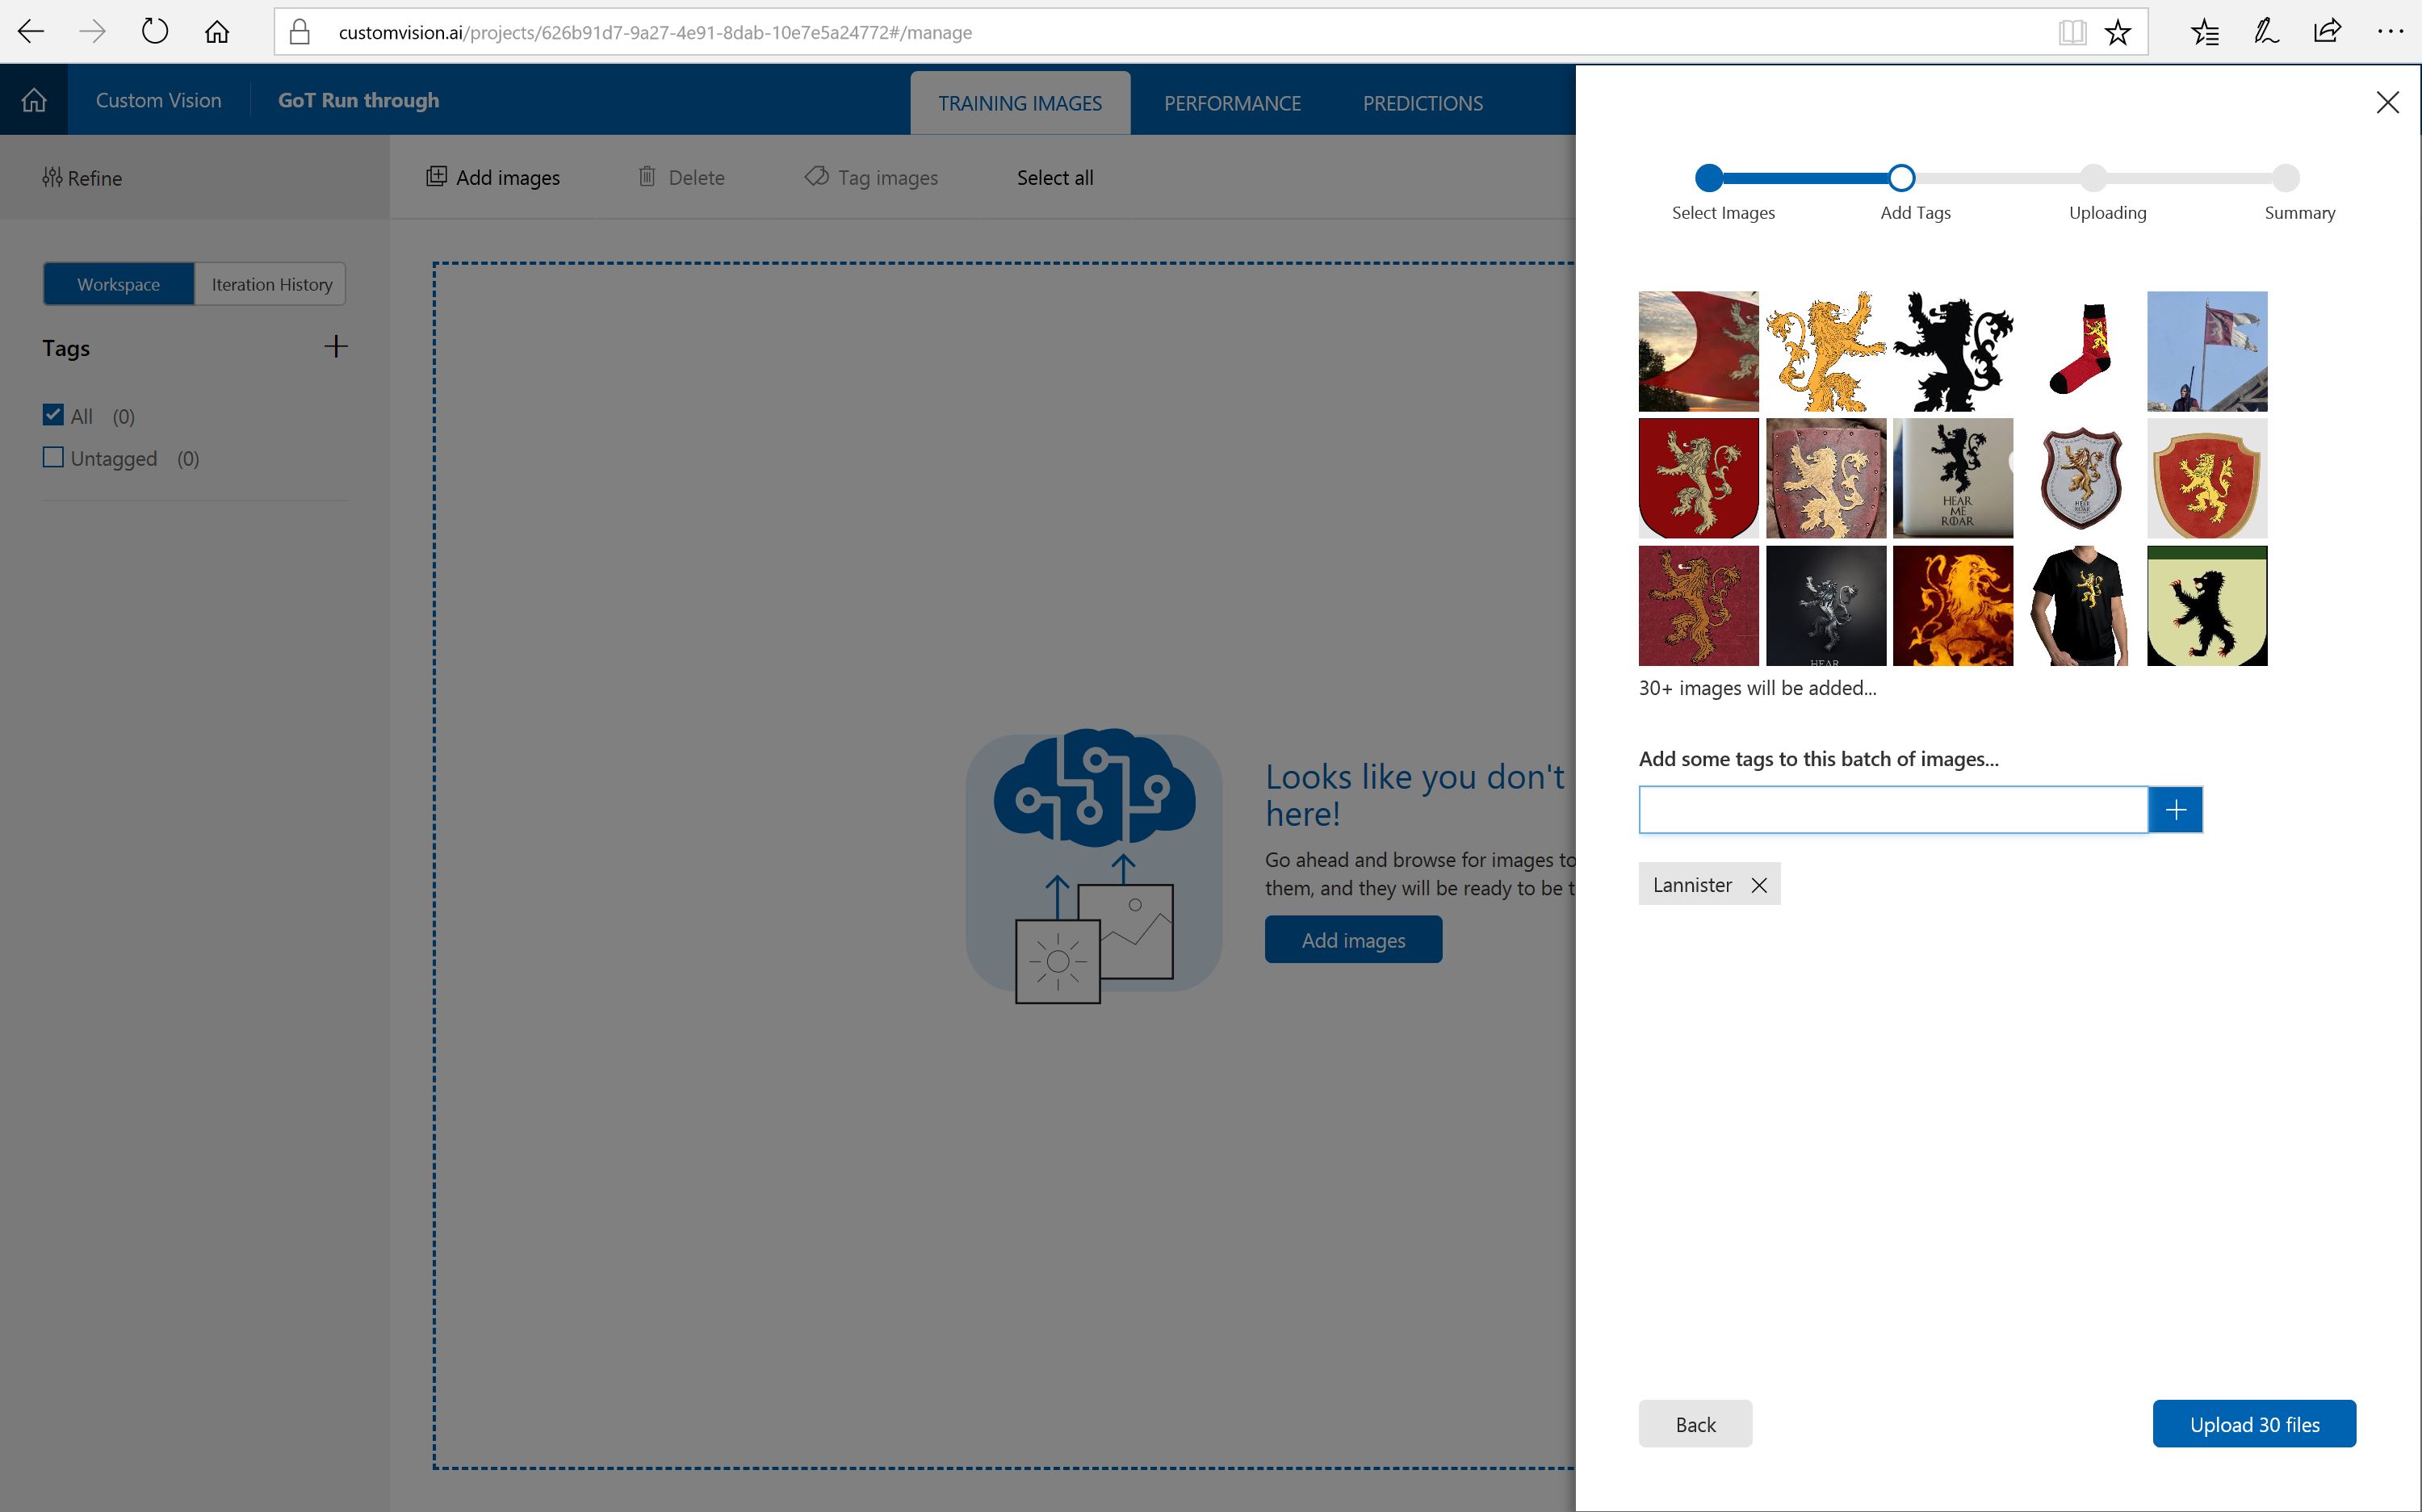 customvision.ai/projects/626b91d7-9a27-4e91-8dab-10e7e5a24772#/manage
Custom Vision
GoT Run through
TRAINING IMAGES
PERFORMANCE
PREDICTIONS
Refine
Add images
Delete
Tag images
Select all
Workspace
Iteration History
Tags
All (0)
Untagged (0)
Looks like you don't
here!
Go ahead and browse for images to
them, and they will be ready to be t
Add images
Select Images
Add Tags
Uploading
Summary
HEAR
ME
ROAR
HEAR
ROAR
HEAR
30+ images will be added...
Add some tags to this batch of images...
Lannister
Back
Upload 30 files